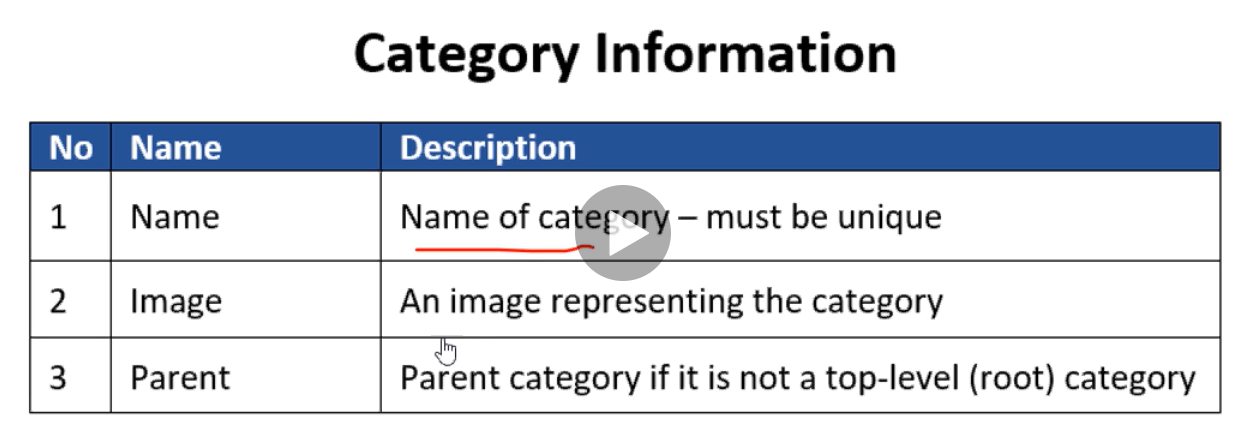 Category Information
No Name Description
1 Name Name of category – must be unique
2 Image An image representing the category
3 Parent Parent category if it is not a top-level (root) category